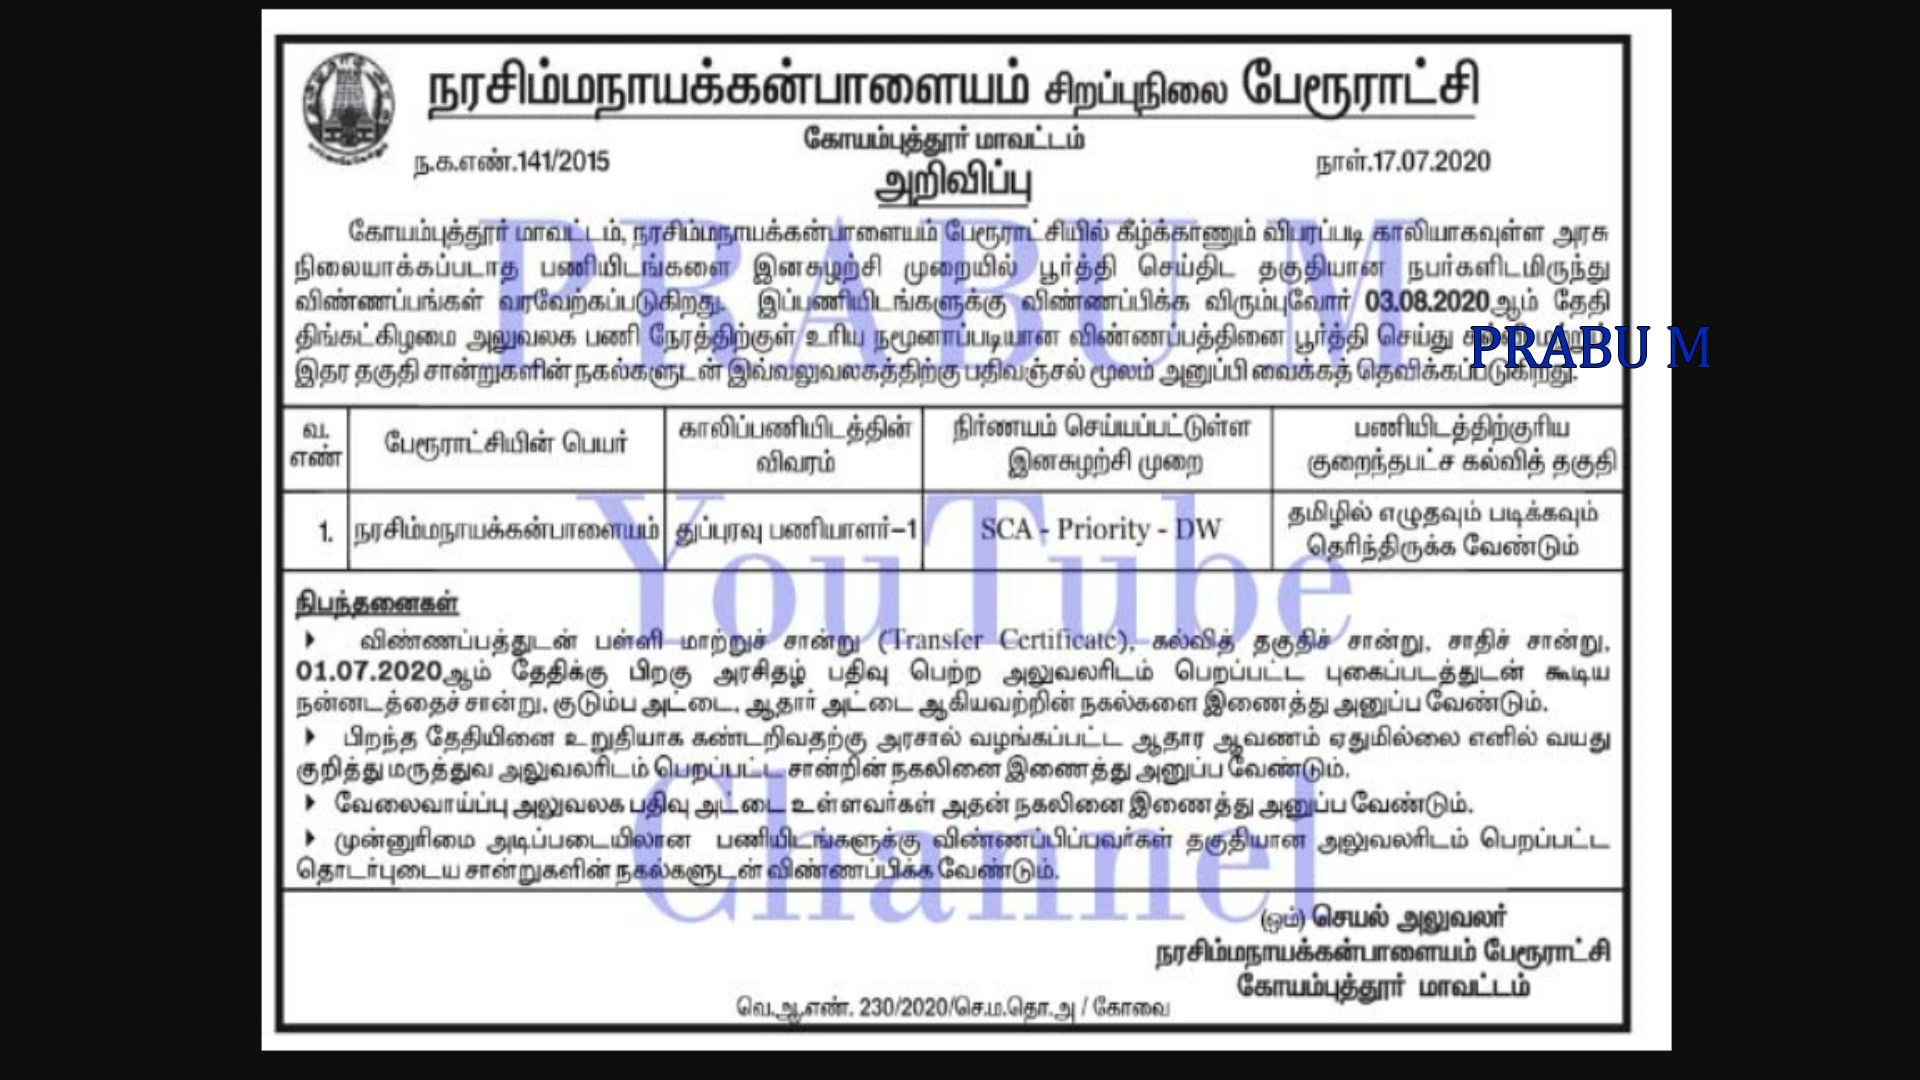 நரசிம்மநாயக்கன்பாளையம் சிறப்புநிலை பேரூராட்சி
கோயம்புத்தூர் மாவட்டம்
ந.க.எண்.141/2015
நாள்.17.07.2020
அறிவிப்பு
கோயம்புத்தூர் மாவட்டம், நரசிம்மநாயக்கன்பாளையம் பேரூராட்சியில் கீழ்க்காணும் விபரப்படி காலியாகவுள்ள அரசு
நிலையாக்கப்படாத பணியிடங்களை இனசுழற்சி முறையில் பூர்த்தி செய்திட தகுதியான நபர்களிடமிருந்து
விண்ணப்பங்கள் வரவேற்கப்படுகிறது. இப்பணியிடங்களுக்கு விண்ணப்பிக்க விரும்புவோர் 03.08.2020ஆம் தேதி
திங்கட்கிழமை அலுவலக பணி நேரத்திற்குள் உரிய நமூனாப்படியான விண்ணப்பத்தினை பூர்த்தி செய்து
இதர தகுதி சான்றுகளின் நகல்களுடன் இவ்வலுவலகத்திற்கு பதிவஞ்சல் மூலம் அனுப்பி வைக்கத் தெவிக்கப்படுகிறது.
PRABU M
வ. எண்
பேரூராட்சியின் பெயர்
காலிப்பணியிடத்தின் விவரம்
நிர்ணயம் செய்யப்பட்டுள்ள இனசுழற்சி முறை
பணியிடத்திற்குரிய குறைந்தபட்ச கல்வித் தகுதி
1.
நரசிம்மநாயக்கன்பாளையம்
துப்புரவு பணியாளர்–1
SCA - Priority - DW
தமிழில் எழுதவும் படிக்கவும் தெரிந்திருக்க வேண்டும்
நிபந்தனைகள்
விண்ணப்பத்துடன் பள்ளி மாற்றுச் சான்று (Transfer Certificate), கல்வித் தகுதிச் சான்று, சாதிச் சான்று,
01.07.2020ஆம் தேதிக்கு பிறகு அரசிதழ் பதிவு பெற்ற அலுவலரிடம் பெறப்பட்ட புகைப்படத்துடன் கூடிய
நன்னடத்தைச் சான்று, குடும்ப அட்டை, ஆதார் அட்டை ஆகியவற்றின் நகல்களை இணைத்து அனுப்ப வேண்டும்.
பிறந்த தேதியினை உறுதியாக கண்டறிவதற்கு அரசால் வழங்கப்பட்ட ஆதார ஆவணம் ஏதுமில்லை எனில் வயது
குறித்து மருத்துவ அலுவலரிடம் பெறப்பட்ட சான்றின் நகலினை இணைத்து அனுப்ப வேண்டும்.
வேலைவாய்ப்பு அலுவலக பதிவு அட்டை உள்ளவர்கள் அதன் நகலினை இணைத்து அனுப்ப வேண்டும்.
முன்னுரிமை அடிப்படையிலான பணியிடங்களுக்கு விண்ணப்பிப்பவர்கள் தகுதியான அலுவலரிடம் பெறப்பட்ட
தொடர்புடைய சான்றுகளின் நகல்களுடன் விண்ணப்பிக்க வேண்டும்.
(ஒம்) செயல் அலுவலர்
நரசிம்மநாயக்கன்பாளையம் பேரூராட்சி
கோயம்புத்தூர் மாவட்டம்
வெ.ஆ.எண். 230/2020/செ.ம.தொ.அ / கோவை
PRABU M
YouTube
Channel